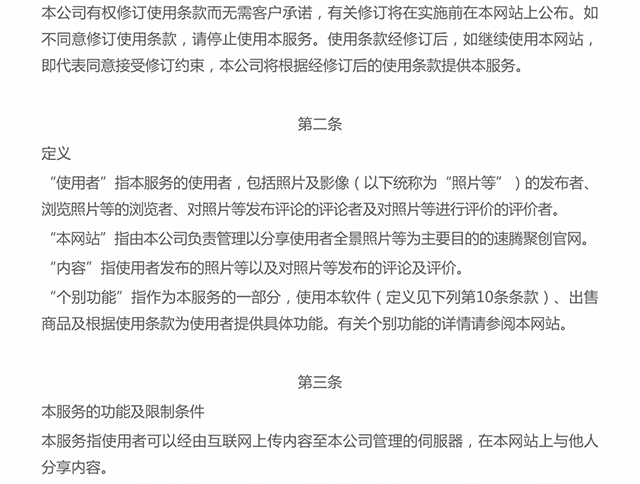 本公司有权修订使用条款而无需客户承诺，有关修订将在实施前在本网站上公布。如
不同意修订使用条款，请停止使用本服务。使用条款经修订后，如继续使用本网站，
即代表同意接受修订约束，本公司将根据经修订后的使用条款提供本服务。
第二条
定义
“使用者”指本服务的使用者，包括照片及影像（以下统称为“照片等”）的发布者、
浏览照片等的浏览者、对照片等发布评论的评论者及对照片等进行评价的评价者。
“本网站”指由本公司负责管理以分享使用者全景照片等为主要目的的速腾聚创官网。
“内容”指使用者发布的照片等以及对照片等发布的评论及评价。
“个别功能”指作为本服务的一部分，使用本软件（定义见下列第10条条款）、出售
商品及根据使用条款为使用者提供具体功能。有关个别功能的详情请参阅本网站。
第三条
本服务的功能及限制条件
本服务指使用者可以经由互联网上传内容至本公司管理的伺服器，在本网站上与他人
分享内容。